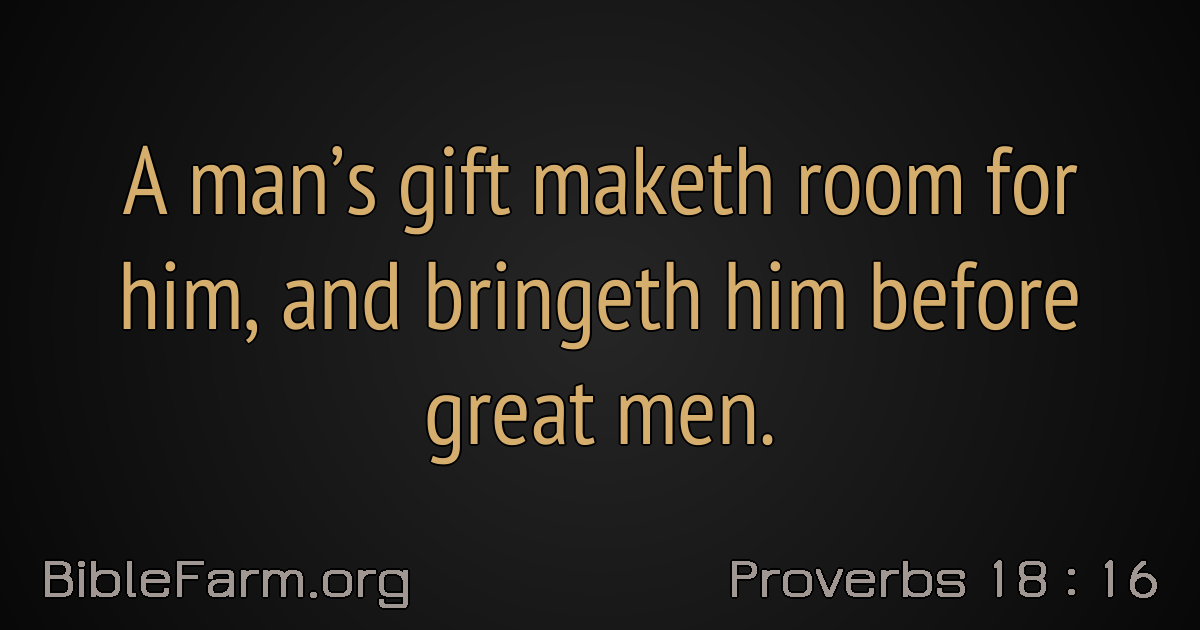 A man’s gift maketh room for
him, and bringeth him before
great men.
BibleFarm.org
Proverbs 18 : 16